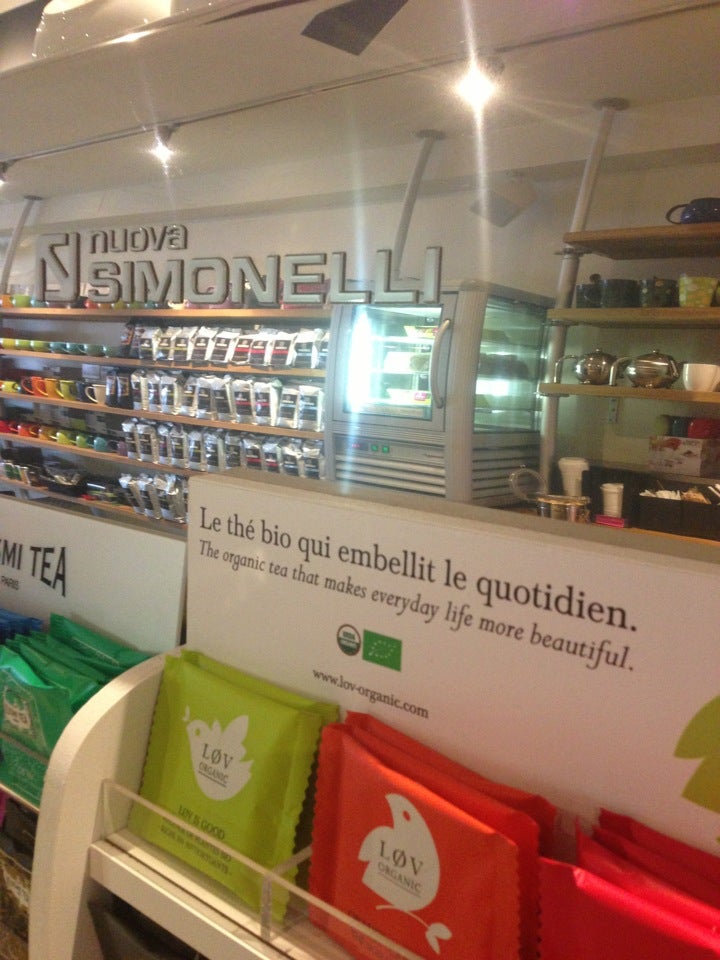 nuova
SIMONELLI
MI TEA
PARIS
Le thé bio qui embellit le quotidien.
The organic tea that makes everyday life more beautiful.
www.lov-organic.com
LØV
ORGANIC
LØV IS GOOD
LØV
ORGANIC